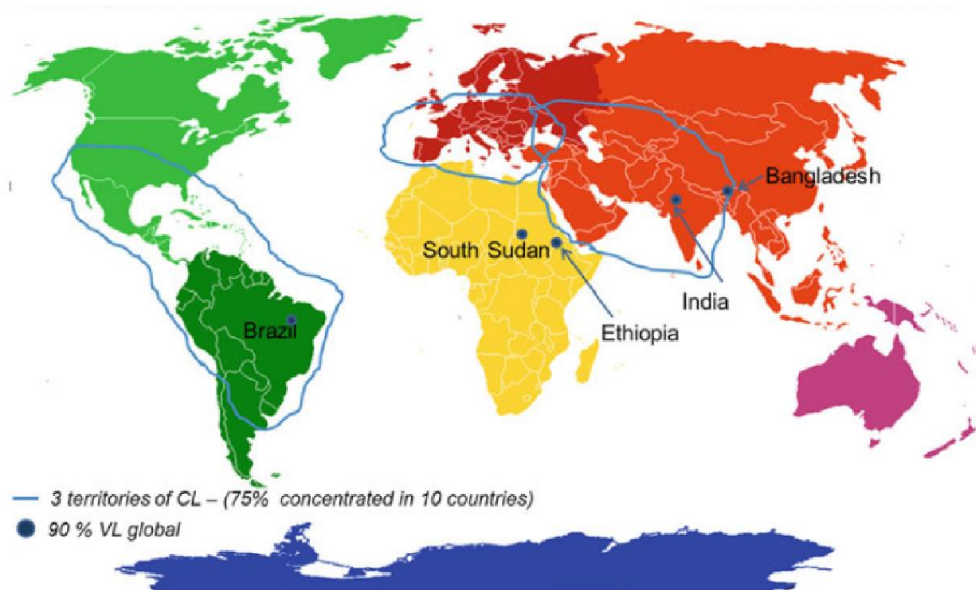 Bangladesh
South Sudan
India
Brazil
Ethiopia
3 territories of CL – (75% concentrated in 10 countries)
90 % VL global